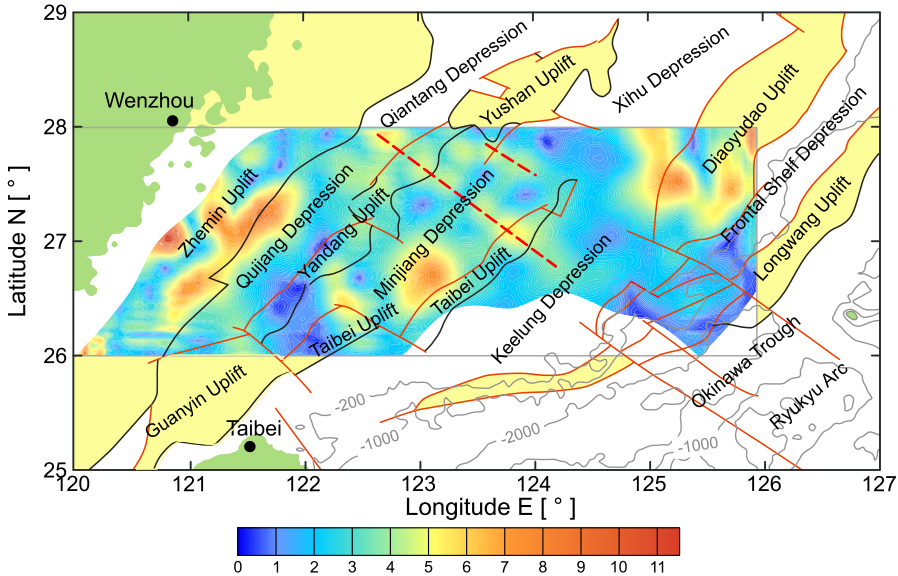 29
28
27
26
25
Latitude N [ ° ]
120
121
122
123
124
125
126
127
Longitude E [ ° ]
Wenzhou
Qiantang Depression
Yushan Uplift
Xihu Depression
Diaoyudao Uplift
Frontal-Shelf Depression
Longwang Uplift
Zhemin Uplift
Quijang Depression
Yandang Uplift
Minjiang Depression
Taibei Uplift
Taibei Uplift
Keelung Depression
Okinawa Trough
Ryukyu Arc
Guanyin Uplift
Taibei
-200
-1000
-2000
-1000
0 1 2 3 4 5 6 7 8 9 10 11